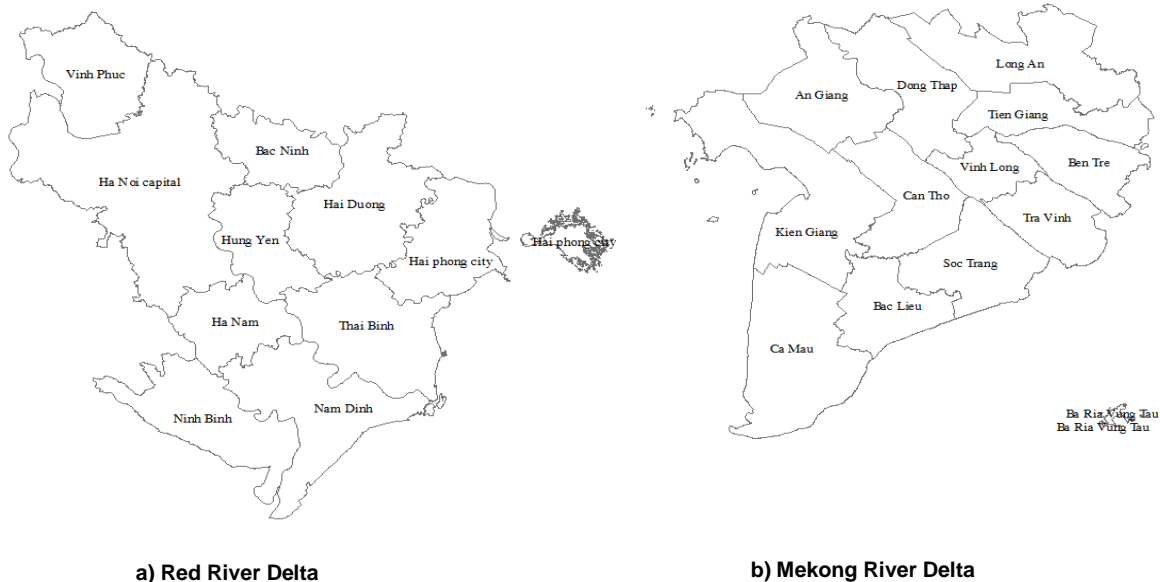 Vinh Phuc
Ha Noi capital
Bac Ninh
Hai Duong
Hung Yen
Hai phong city
Hai phong city
Ha Nam
Thai Binh
Ninh Binh
Nam Dinh
a) Red River Delta
Long An
Dong Thap
An Giang
Tien Giang
Ben Tre
Vinh Long
Can Tho
Tra Vinh
Kien Giang
Soc Trang
Bac Lieu
Ca Mau
Ba Ria Vung Tau
Ba Ria Vung Tau
b) Mekong River Delta